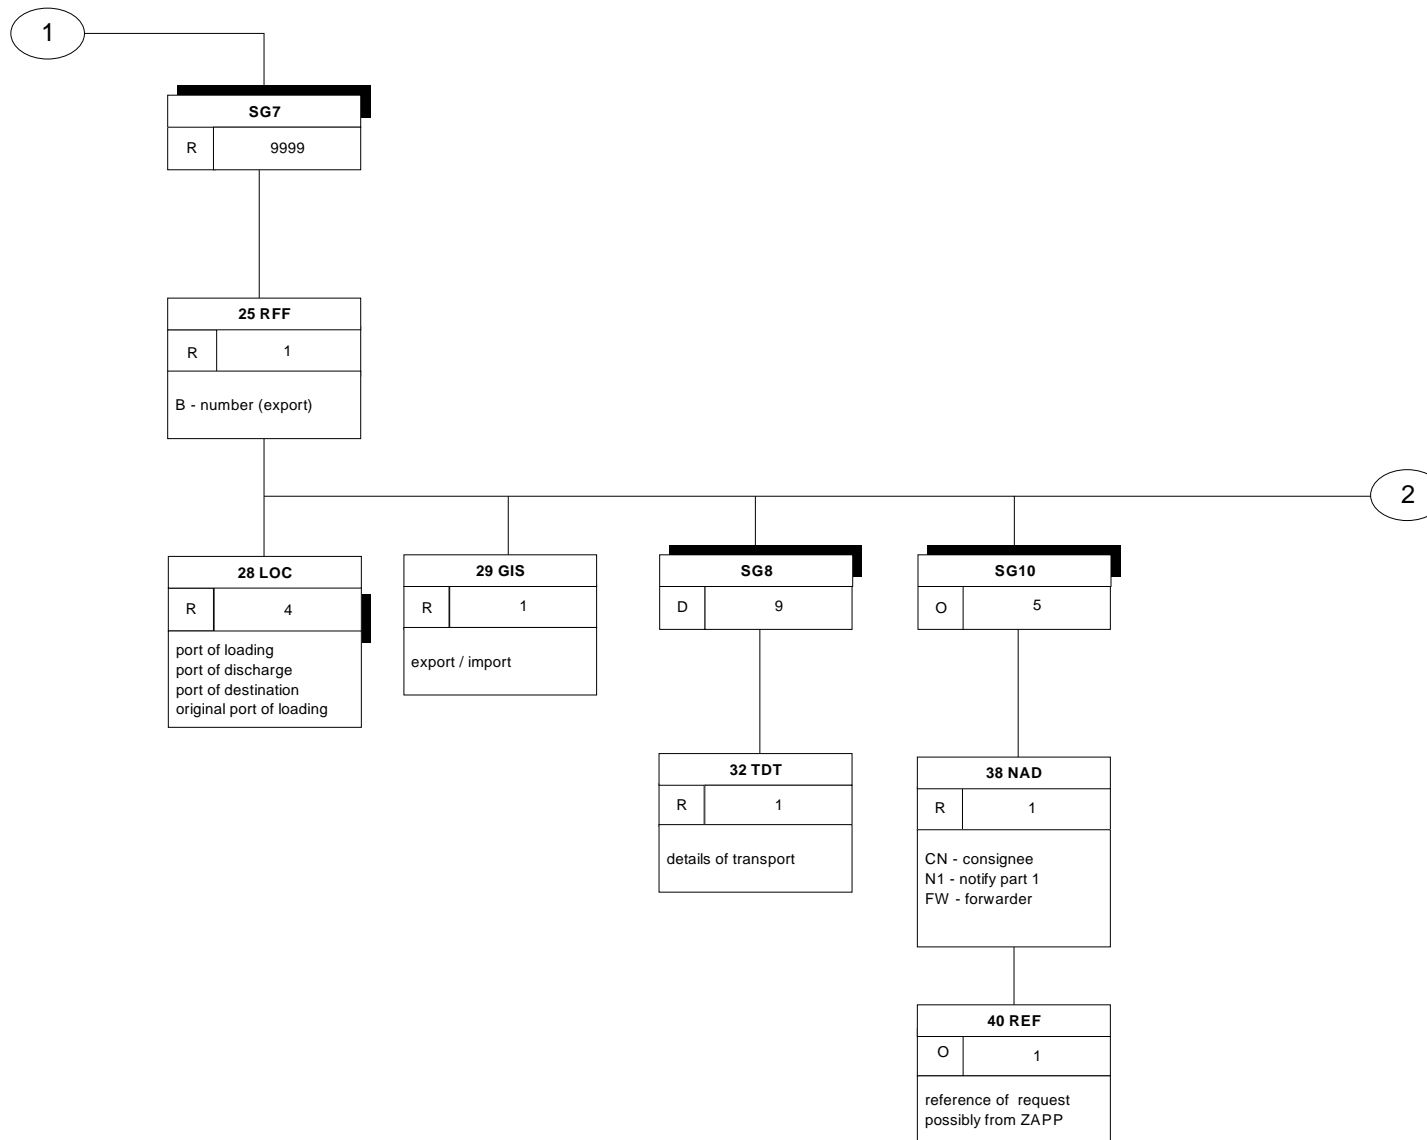 1
SG7
R 9999
25 RFF
R 1
B - number (export)
2
28 LOC
R 4
port of loading
port of discharge
port of destination
original port of loading
29 GIS
R 1
export / import
SG8
D 9
SG10
O 5
32 TDT
R 1
details of transport
38 NAD
R 1
CN - consignee
N1 - notify part 1
FW - forwarder
40 REF
O 1
reference of request
possibly from ZAPP